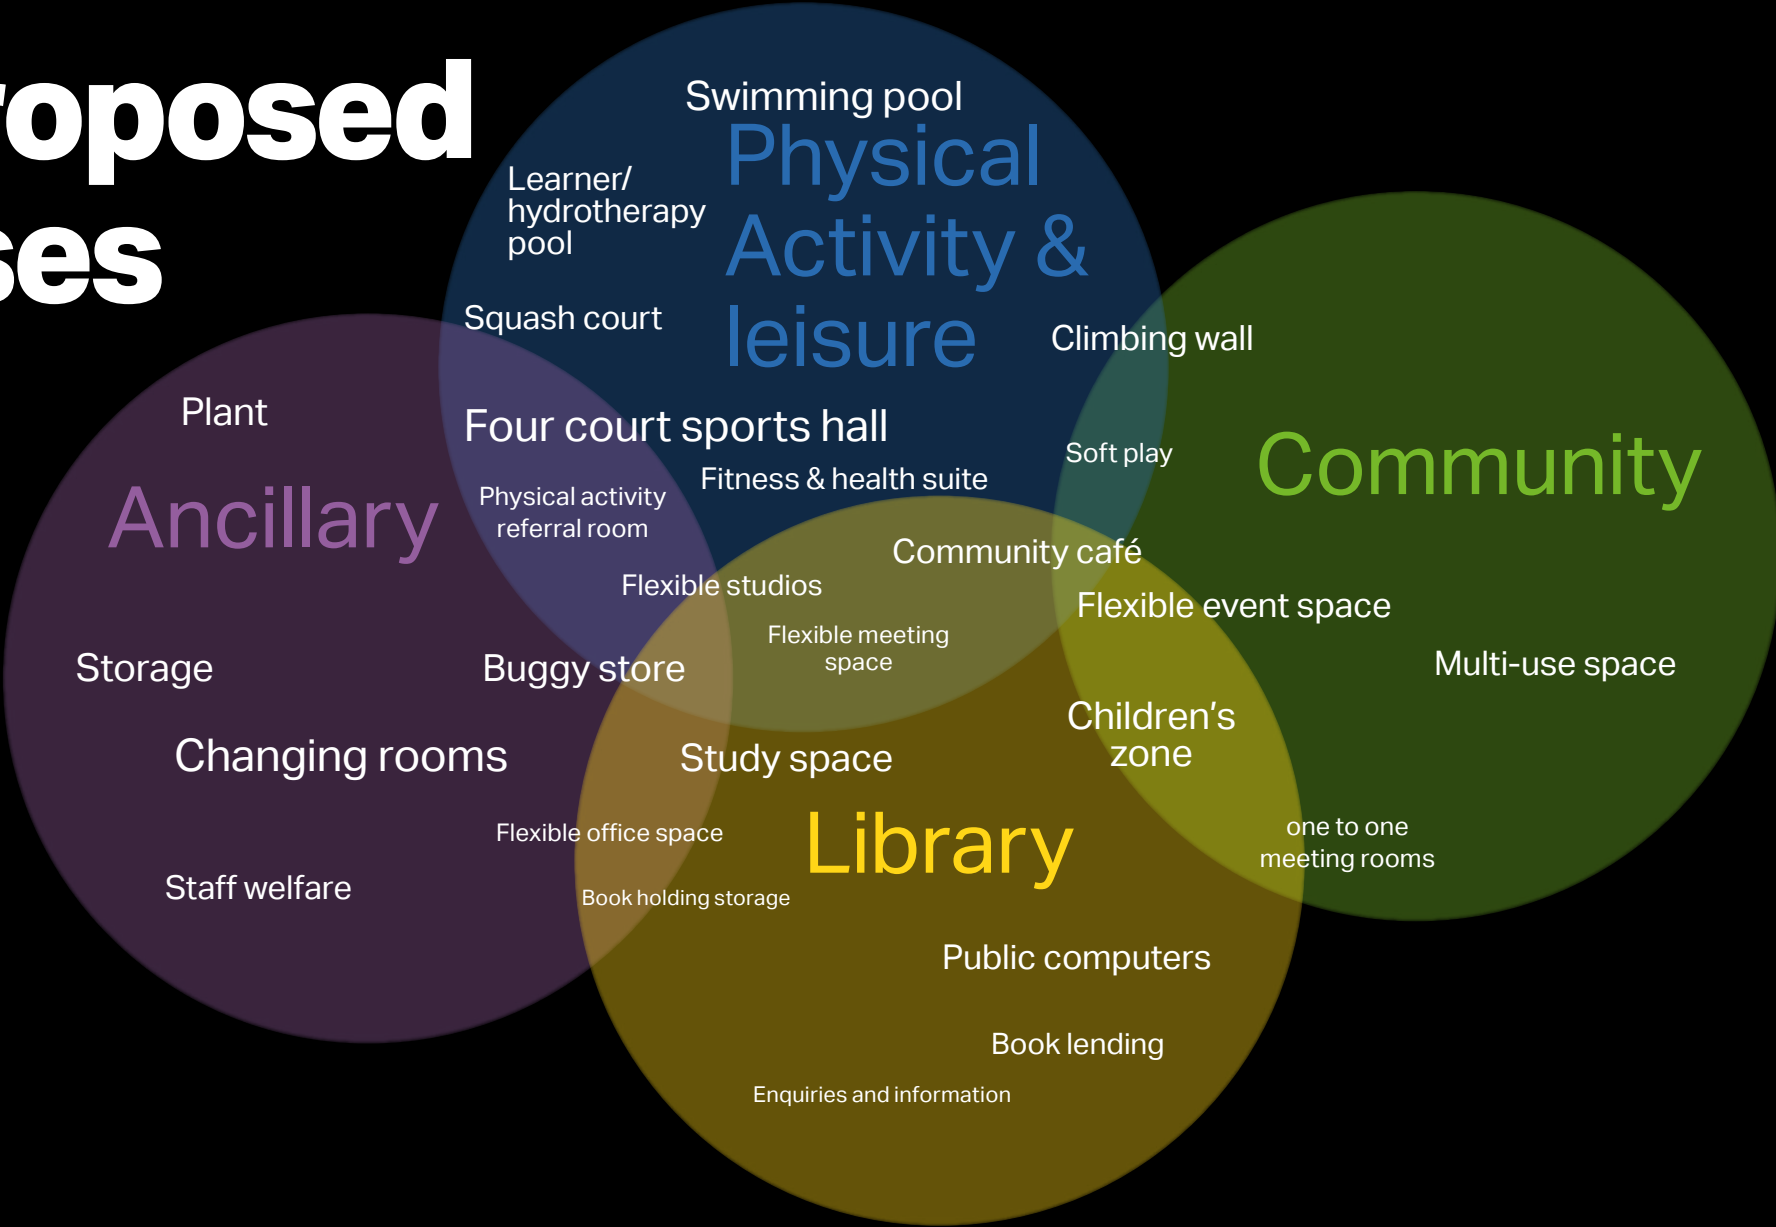 roposed
ses
Swimming pool
Physical
Activity &
leisure
Learner/
hydrotherapy
pool
Squash court
Climbing wall
Four court sports hall
Fitness & health suite
Soft play
Physical activity
referral room
Community café
Flexible studios
Flexible meeting
space
Community
Flexible event space
Multi-use space
Children's
zone
one to one
meeting rooms
Plant
Ancillary
Storage
Buggy store
Changing rooms
Flexible office space
Staff welfare
Study space
Library
Book holding storage
Public computers
Book lending
Enquiries and information